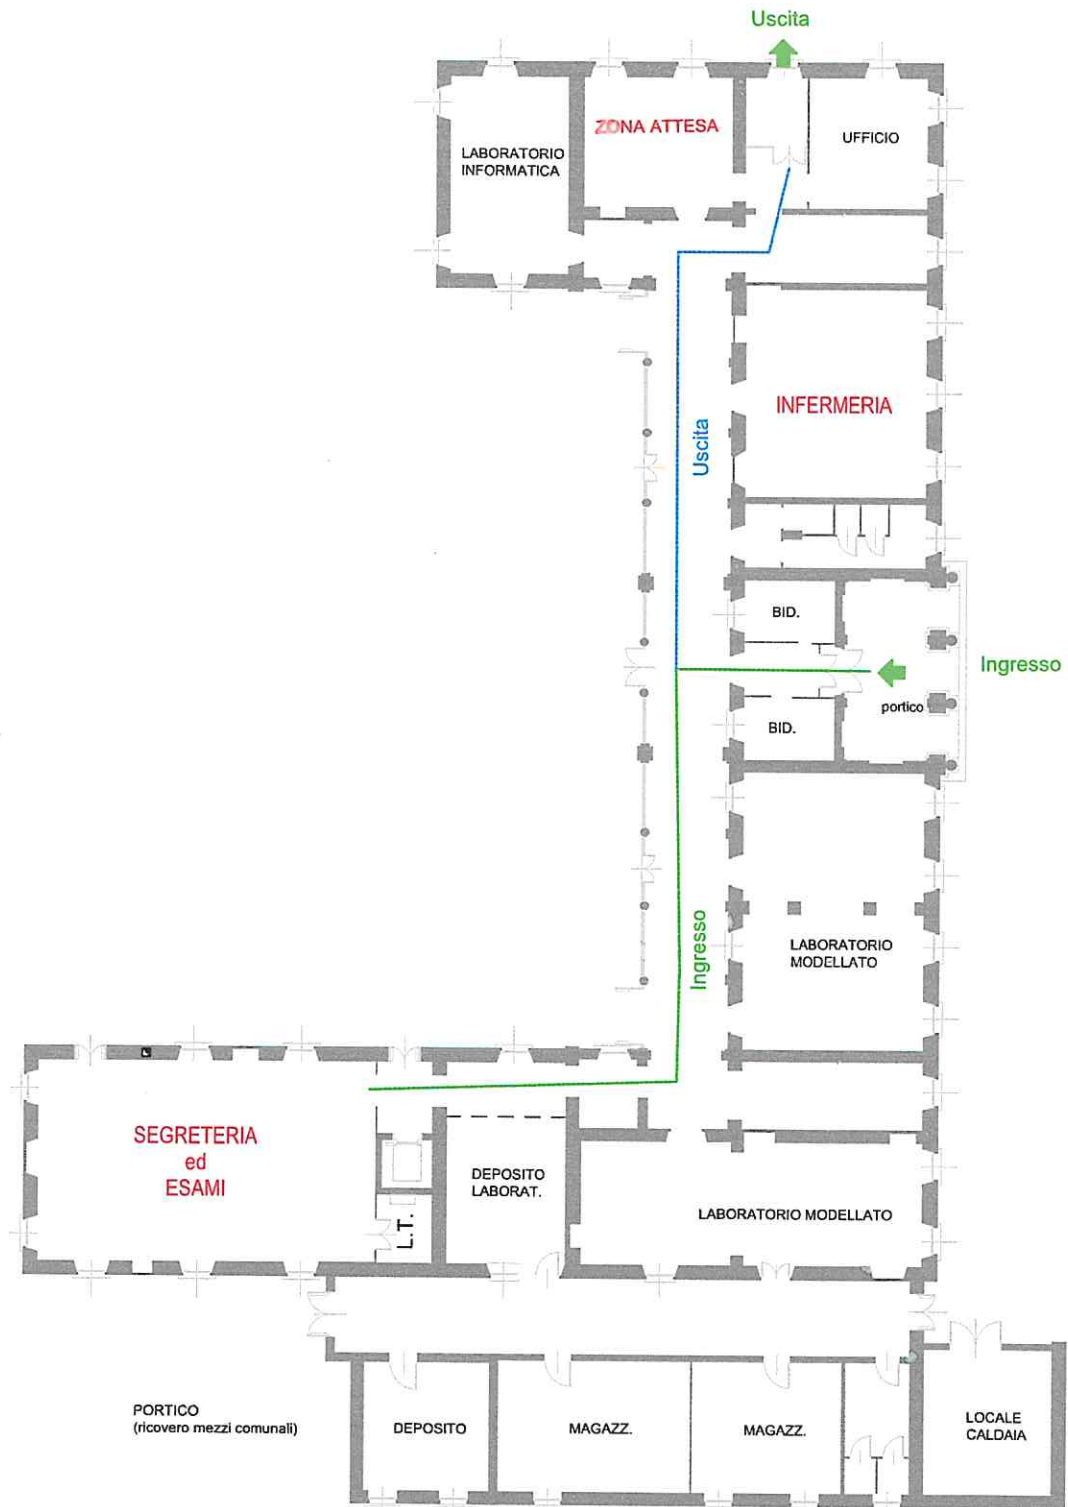 Uscita
ZONA ATTESA
UFFICIO
LABORATORIO
INFORMATICA
INFERMERIA
Uscita
BID.
Ingresso
portico
BID.
Ingresso
LABORATORIO
MODELLATO
SEGRETERIA
ed
ESAMI
DEPOSITO
LABORAT.
L.T.
LABORATORIO MODELLATO
PORTICO
(ricovero mezzi comunali)
DEPOSITO
MAGAZZ.
MAGAZZ.
LOCALE
CALDAIA